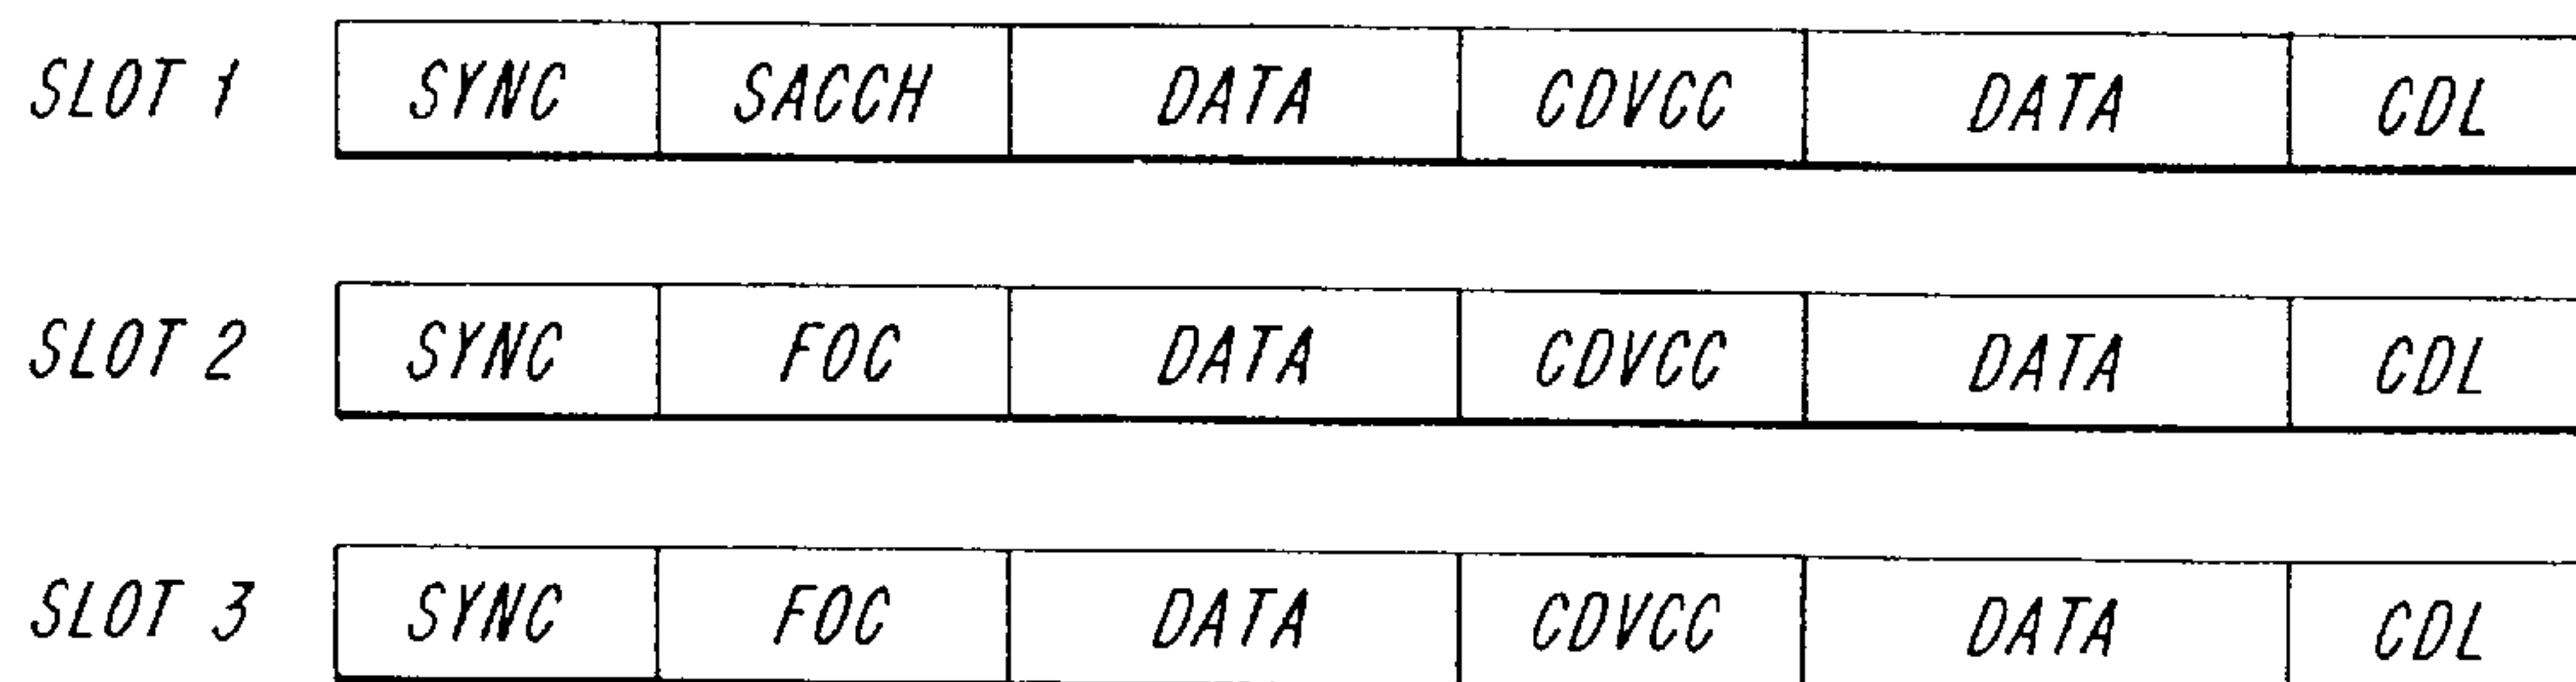 SLOT 1 SYNC SACCH DATA CDVCC DATA CDL
SLOT 2 SYNC FOC DATA CDVCC DATA CDL
SLOT 3 SYNC FOC DATA CDVCC DATA CDL